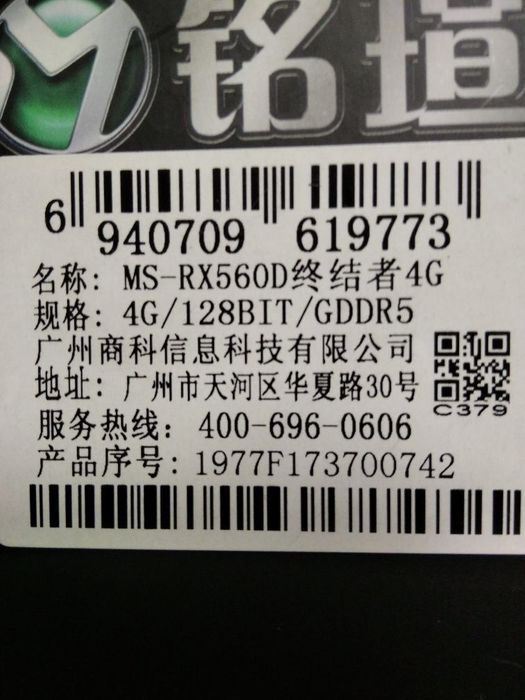 铭瑄
6 940709 619773
名称: MS-RX560D终结者4G
规格: 4G/128BIT/GDDR5
广州商科信息科技有限公司
地址: 广州市天河区华夏路30号
C379
服务热线: 400-696-0606
产品序号: 1977F173700742